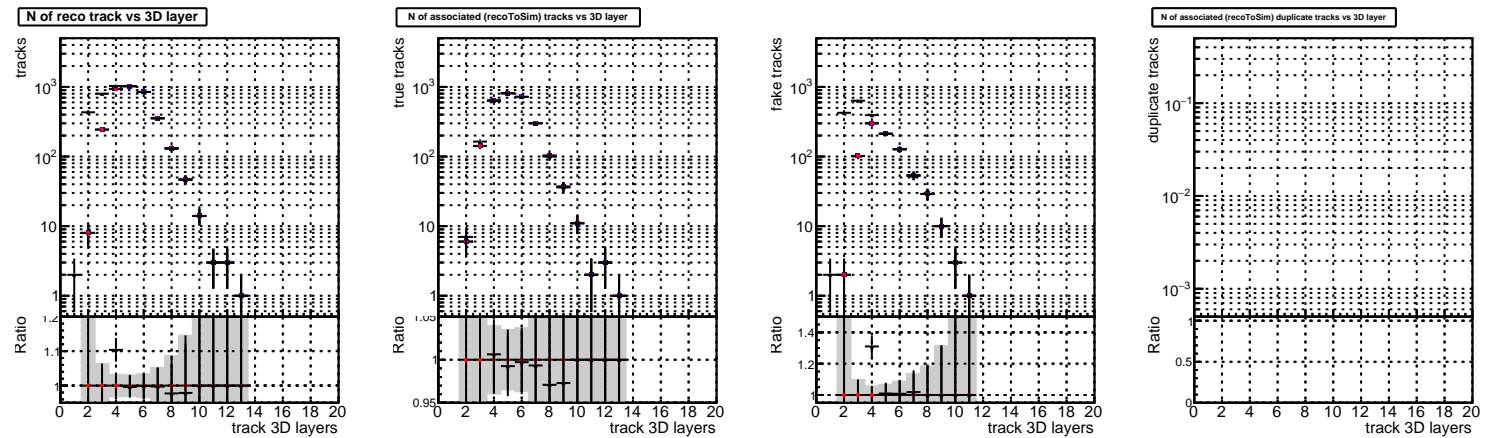 N of reco track vs 3D layer
tracks
10³
10²
10
1
Ratio
1.2
1.1
1
0 2 4 6 8 10 12 14 16 18 20
track 3D layers
N of associated (recoToSim) tracks vs 3D layer
true tracks
10³
10²
10
1
Ratio
1.05
1
0.95
0 2 4 6 8 10 12 14 16 18 20
track 3D layers
fake tracks
10³
10²
10
1
Ratio
1.4
1.2
1
0 2 4 6 8 10 12 14 16 18 20
track 3D layers
N of associated (recoToSim) duplicate tracks vs 3D layer
duplicate tracks
10⁻¹
10⁻²
10⁻³
Ratio
1
0.5
0
0 2 4 6 8 10 12 14 16 18 20
track 3D layers